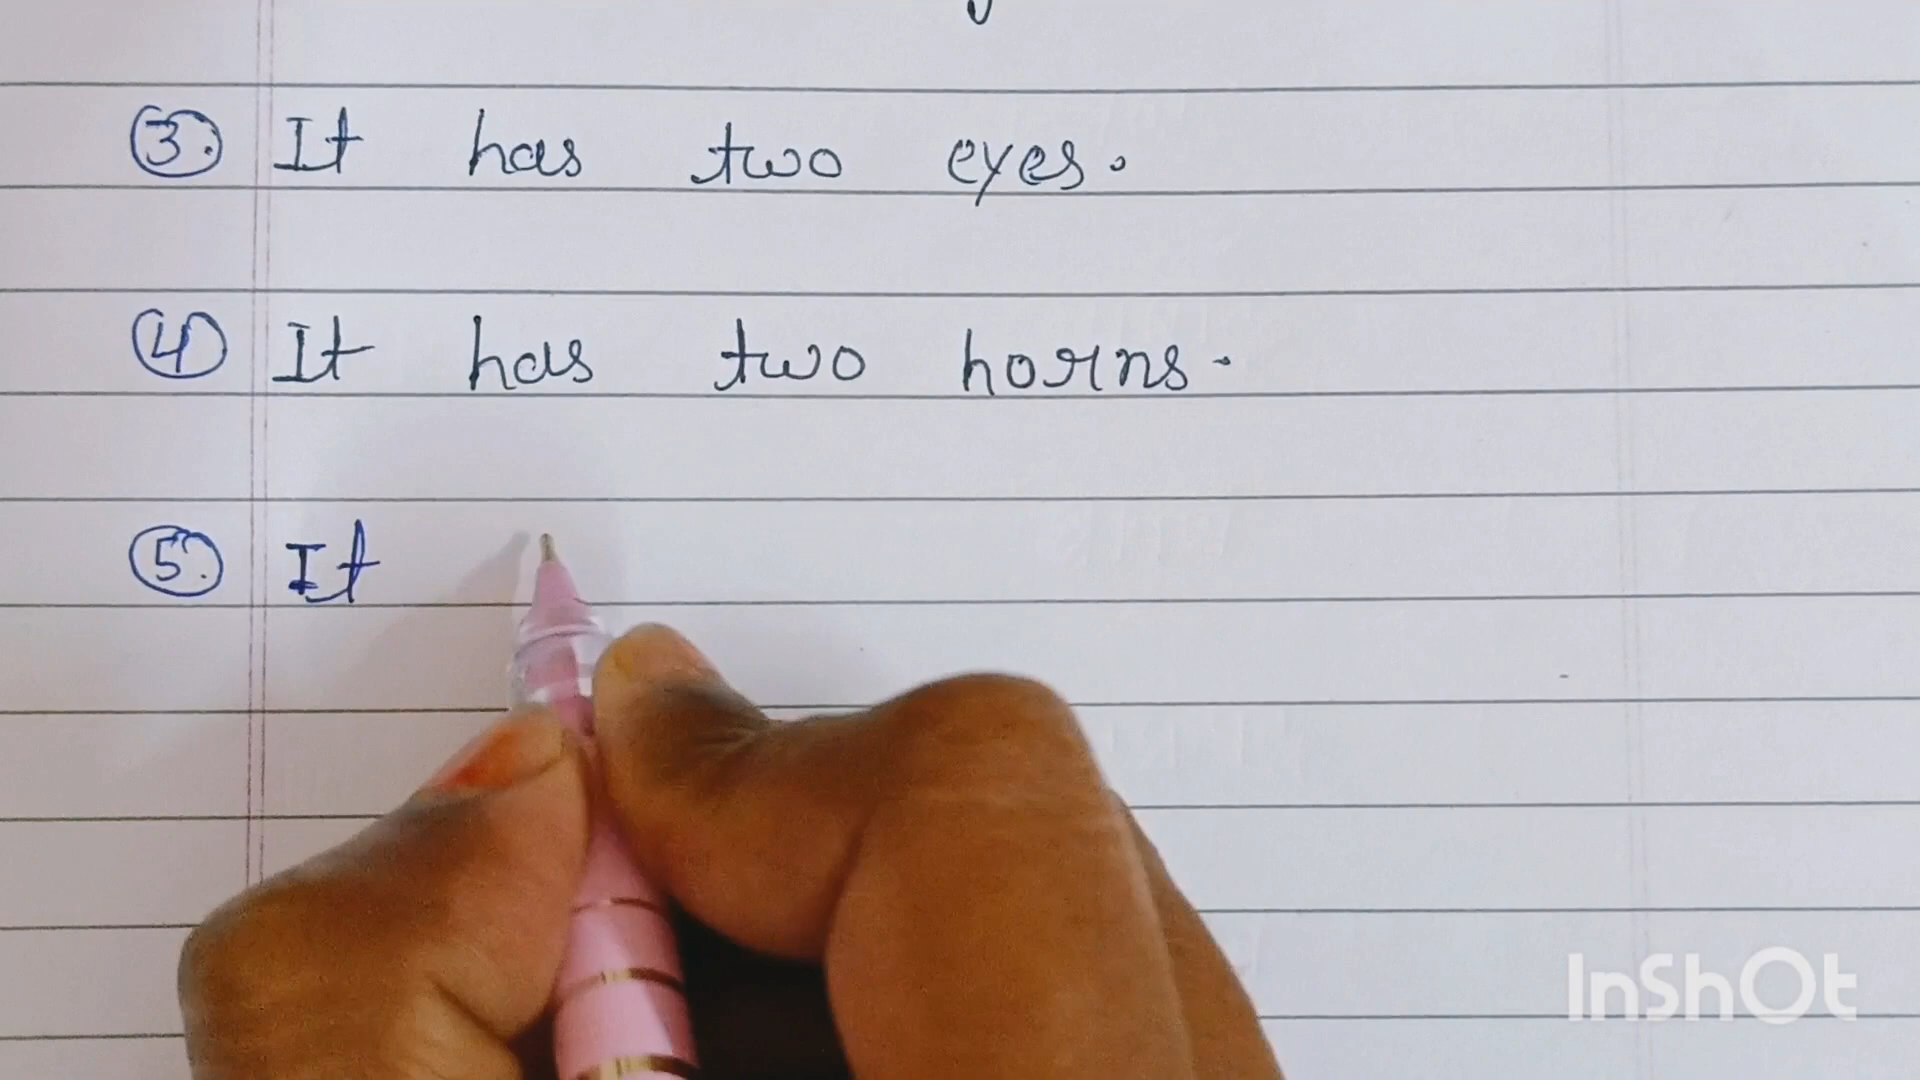 3. It has two eyes.
4 It has two horns.
5. It
InShOt